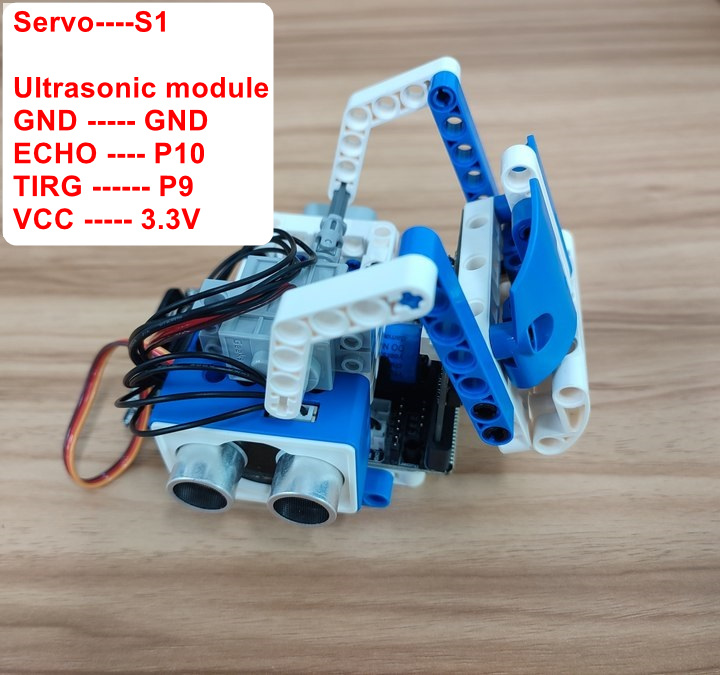 Servo----S1
Ultrasonic module
GND ----- GND
ECHO ---- P10
TIRG ------ P9
VCC ----- 3.3V